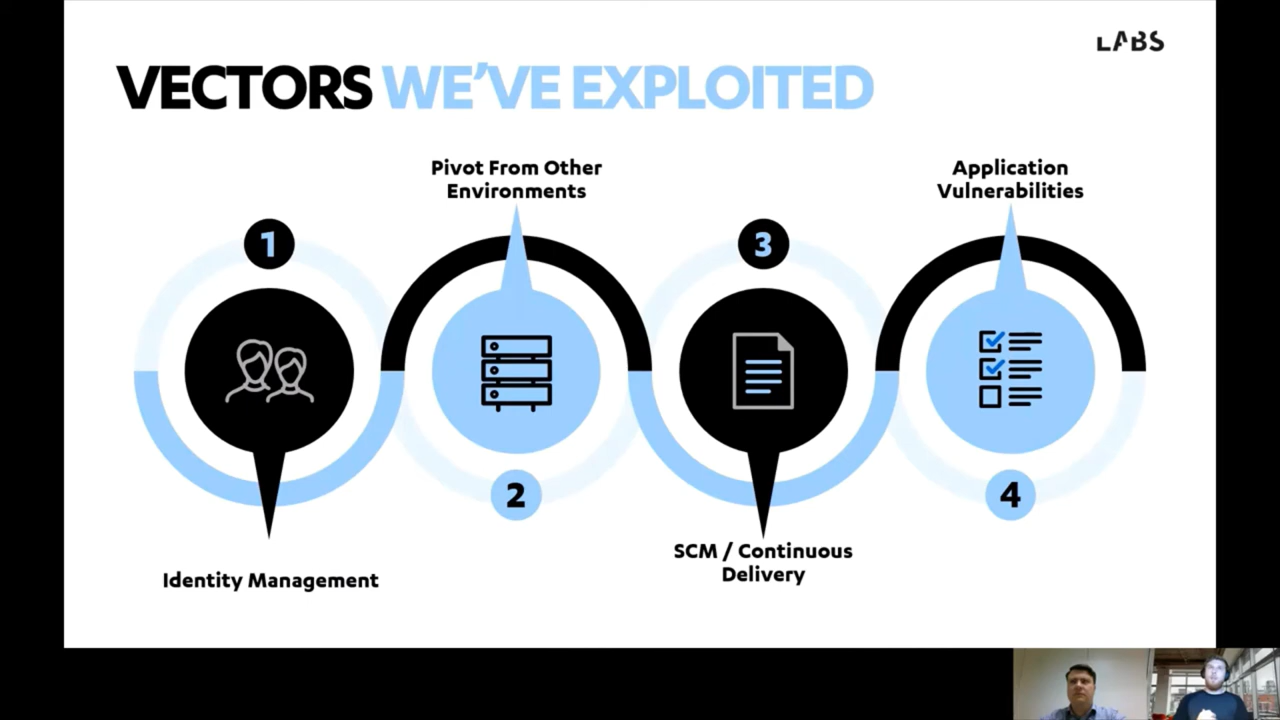 LABS
VECTORS WE'VE EXPLOITED
Pivot From Other
Environments
Application
Vulnerabilities
1
3
2
4
SCM / Continuous
Delivery
Identity Management